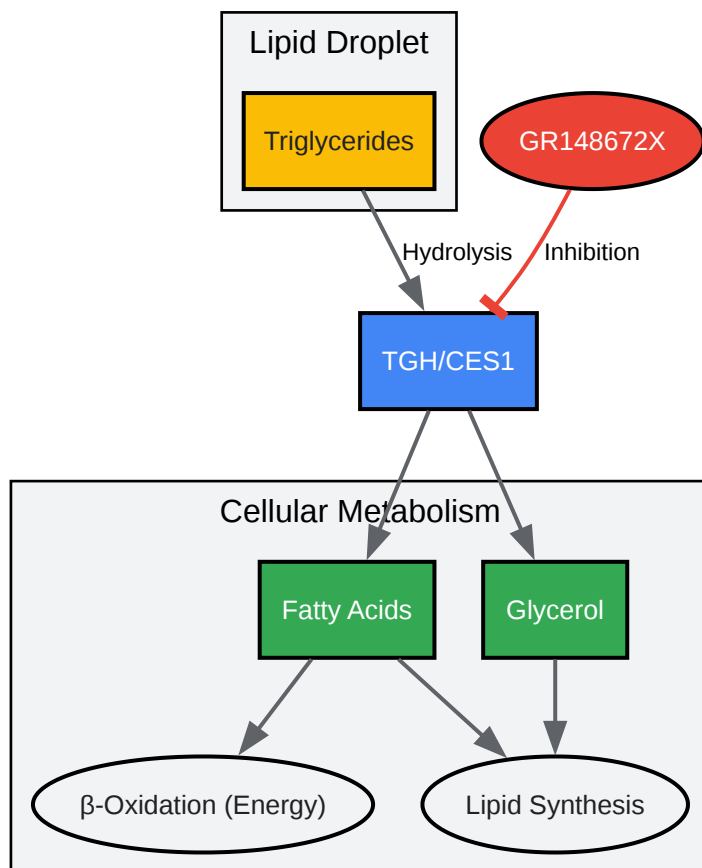 Lipid Droplet
Triglycerides
GR148672X
Hydrolysis
Inhibition
TGH/CES1
Cellular Metabolism
Fatty Acids
Glycerol
β-Oxidation (Energy)
Lipid Synthesis